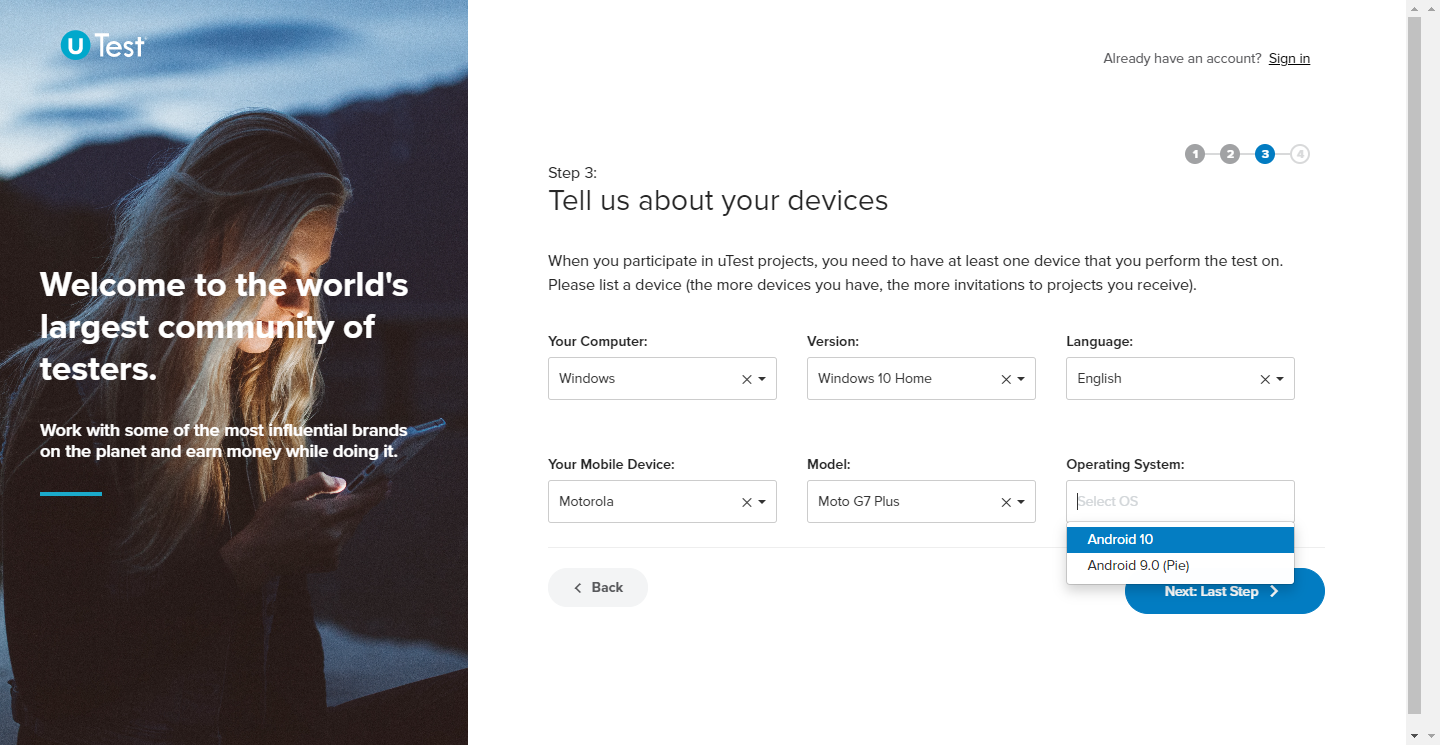 uTest
Welcome to the world's
largest community of
testers.
Work with some of the most influential brands
on the planet and earn money while doing it.
Already have an account? Sign in
1 2 3 4
Step 3:
Tell us about your devices
When you participate in uTest projects, you need to have at least one device that you perform the test on.
Please list a device (the more devices you have, the more invitations to projects you receive).
Your Computer: Version: Language:
Windows Windows 10 Home English
Your Mobile Device: Model: Operating System:
Motorola Moto G7 Plus Select OS
Android 10
Android 9.0 (Pie)
Back Next: Last Step